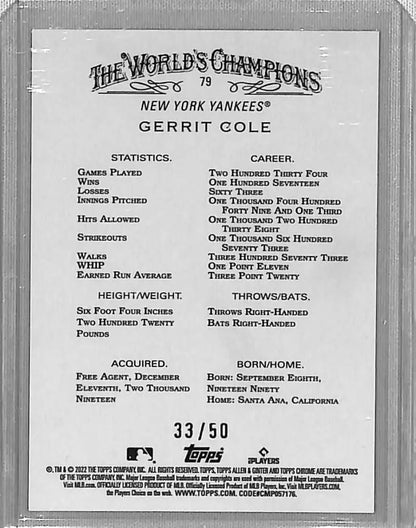 THE WORLD'S CHAMPIONS
79
NEW YORK YANKEES®
GERRIT COLE
STATISTICS. CAREER.
GAMES PLAYED TWO HUNDRED THIRTY FOUR
WINS ONE HUNDRED SEVENTEEN
LOSSES SIXTY THREE
INNINGS PITCHED ONE THOUSAND FOUR HUNDRED
FORTY NINE AND ONE THIRD
HITS ALLOWED ONE THOUSAND TWO HUNDRED
THIRTY EIGHT
STRIKEOUTS ONE THOUSAND SIX HUNDRED
SEVENTY THREE
WALKS THREE HUNDRED SEVENTY THREE
WHIP ONE POINT ELEVEN
EARNED RUN AVERAGE THREE POINT TWENTY
HEIGHT/WEIGHT. THROWS/BATS.
SIX FOOT FOUR INCHES THROWS RIGHT-HANDED
TWO HUNDRED TWENTY BATS RIGHT-HANDED
POUNDS
ACQUIRED. BORN/HOME.
FREE AGENT, DECEMBER BORN: SEPTEMBER EIGHTH,
ELEVENTH, TWO THOUSAND NINETEEN NINETY
NINETEEN HOME: SANTA ANA, CALIFORNIA
33/50
Topps PLAYERS
®, TM & © 2022 THE TOPPS COMPANY, INC. ALL RIGHTS RESERVED. TOPPS, TOPPS ALLEN & GINTER AND TOPPS CHROME ARE TRADEMARKS
OF THE TOPPS COMPANY, INC. Major League Baseball trademarks and copyrights are used with permission of Major League Baseball.
Visit MLB.com. OFFICIALLY LICENSED PRODUCT OF MLB Players, Inc. Visit MLBPLAYERS.COM,
the Players Choice on the web. WWW.TOPPS.COM. CODE#CMP057176.